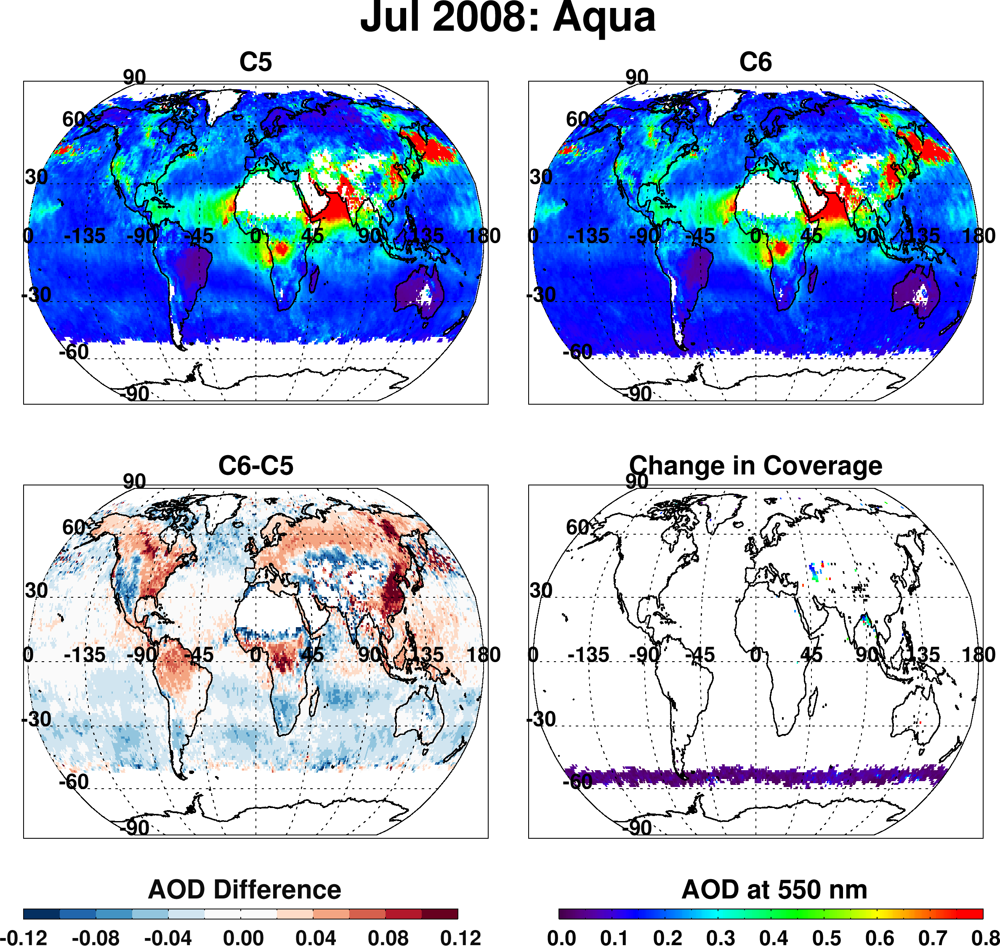 Jul 2008: Aqua
C5
C6
90
90
60
60
30
30
0 -135 -90 -45 0 45 90 135 180
0 -135 -90 -45 0 45 90 135 180
-30
-30
-60
-60
-90
-90
C6-C5
Change in Coverage
90
90
60
60
30
30
0 -135 -90 -45 0 45 90 135 180
0 -135 -90 -45 0 45 90 135 180
-30
-30
-60
-60
-90
-90
AOD Difference
AOD at 550 nm
-0.12 -0.08 -0.04 0.00 0.04 0.08 0.12
0.0 0.1 0.2 0.3 0.4 0.5 0.6 0.7 0.8